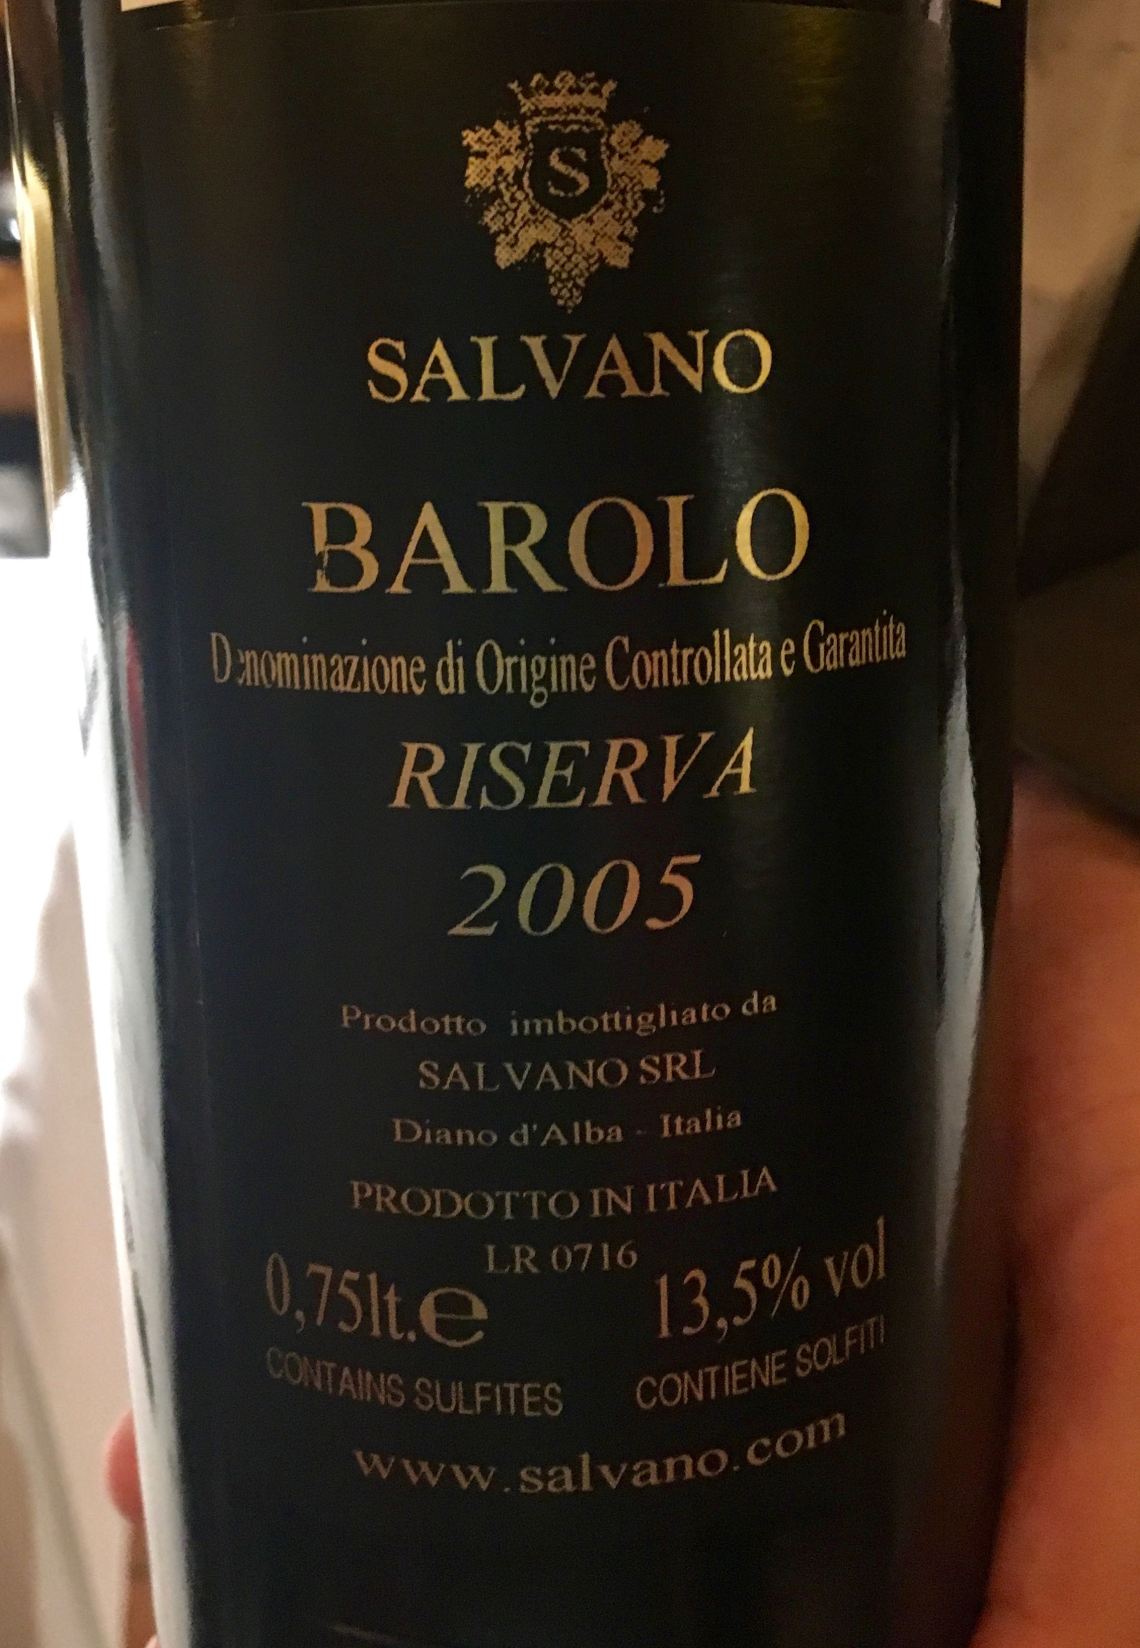 S
SALVANO
BAROLO
Denominazione di Origine Controllata e Garantita
RISERVA
2005
Prodotto imbottigliato da
SALVANO SRL
Diano d'Alba - Italia
PRODOTTO IN ITALIA
LR 0716
0,75lt.e 13,5% vol
CONTAINS SULFITES CONTIENE SOLFITI
www.salvano.com